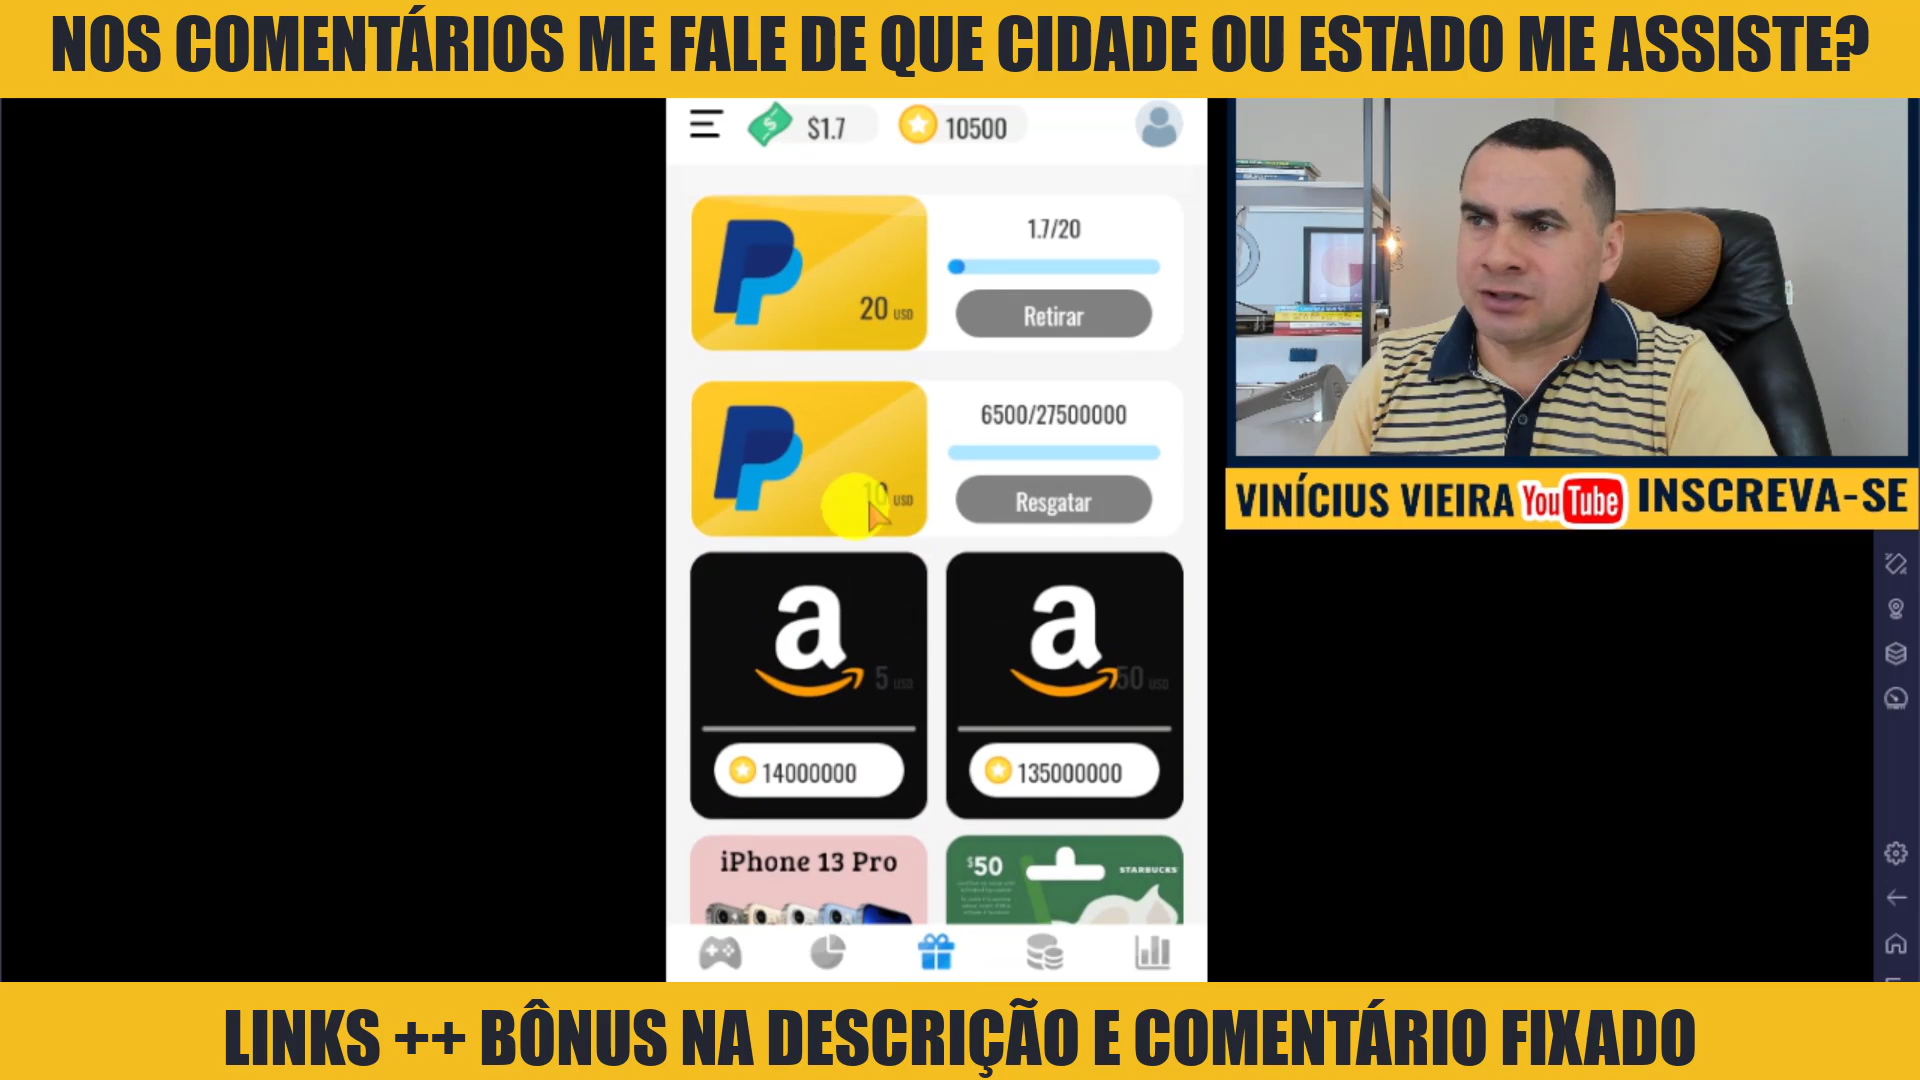 NOS COMENTÁRIOS ME FALE DE QUE CIDADE OU ESTADO ME ASSISTE?
$1.7
10500
20 USD
1.7/20
Retirar
10 USD
6500/27500000
Resgatar
a
5 USD
14000000
a
50 USD
135000000
iPhone 13 Pro
$50
STARBUCKS
VINÍCIUS VIEIRA YouTube INSCREVA-SE
LINKS ++ BÔNUS NA DESCRIÇÃO E COMENTÁRIO FIXADO